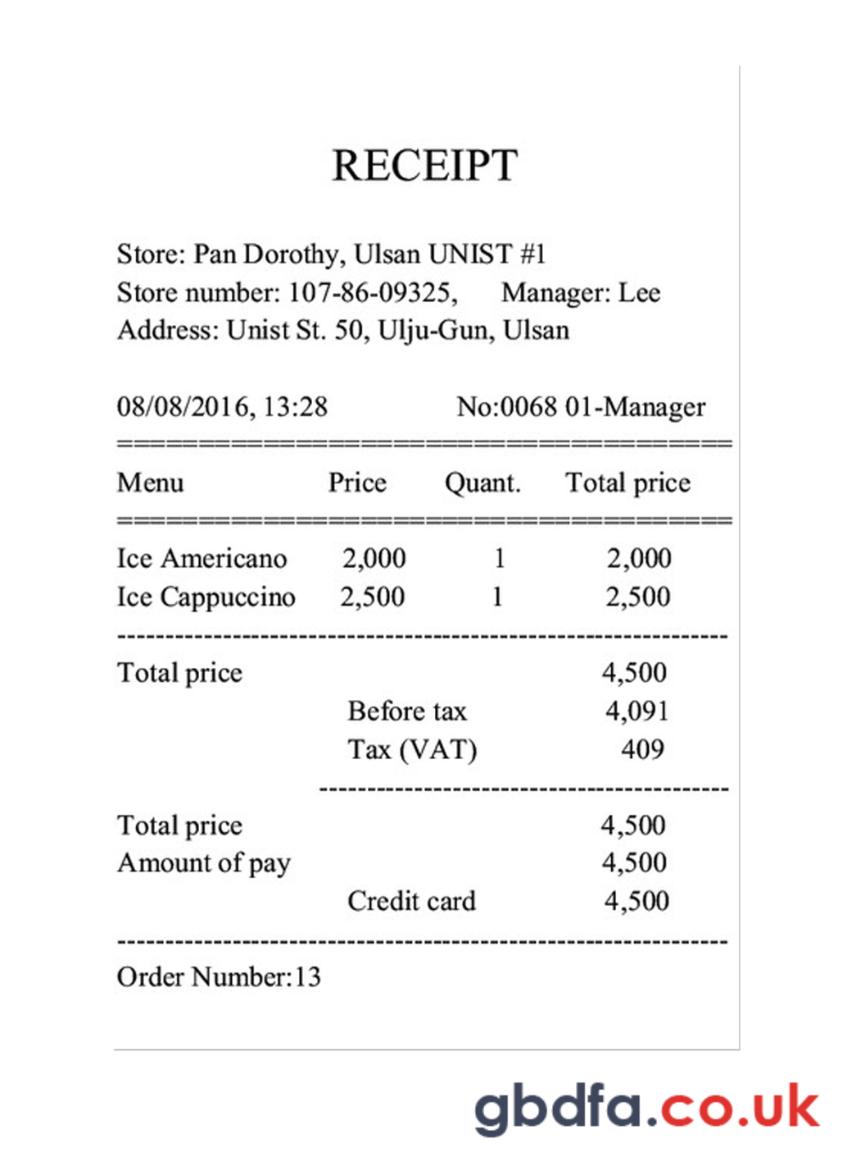 RECEIPT
Store: Pan Dorothy, Ulsan UNIST #1
Store number: 107-86-09325, Manager: Lee
Address: Unist St. 50, Ulju-Gun, Ulsan
08/08/2016, 13:28 No:0068 01-Manager
======================================
Menu Price Quant. Total price
======================================
Ice Americano 2,000 1 2,000
Ice Cappuccino 2,500 1 2,500
----------------------------------------------------------------
Total price 4,500
Before tax 4,091
Tax (VAT) 409
-------------------------------------------
Total price 4,500
Amount of pay 4,500
Credit card 4,500
----------------------------------------------------------------
Order Number:13
gbdfa.co.uk